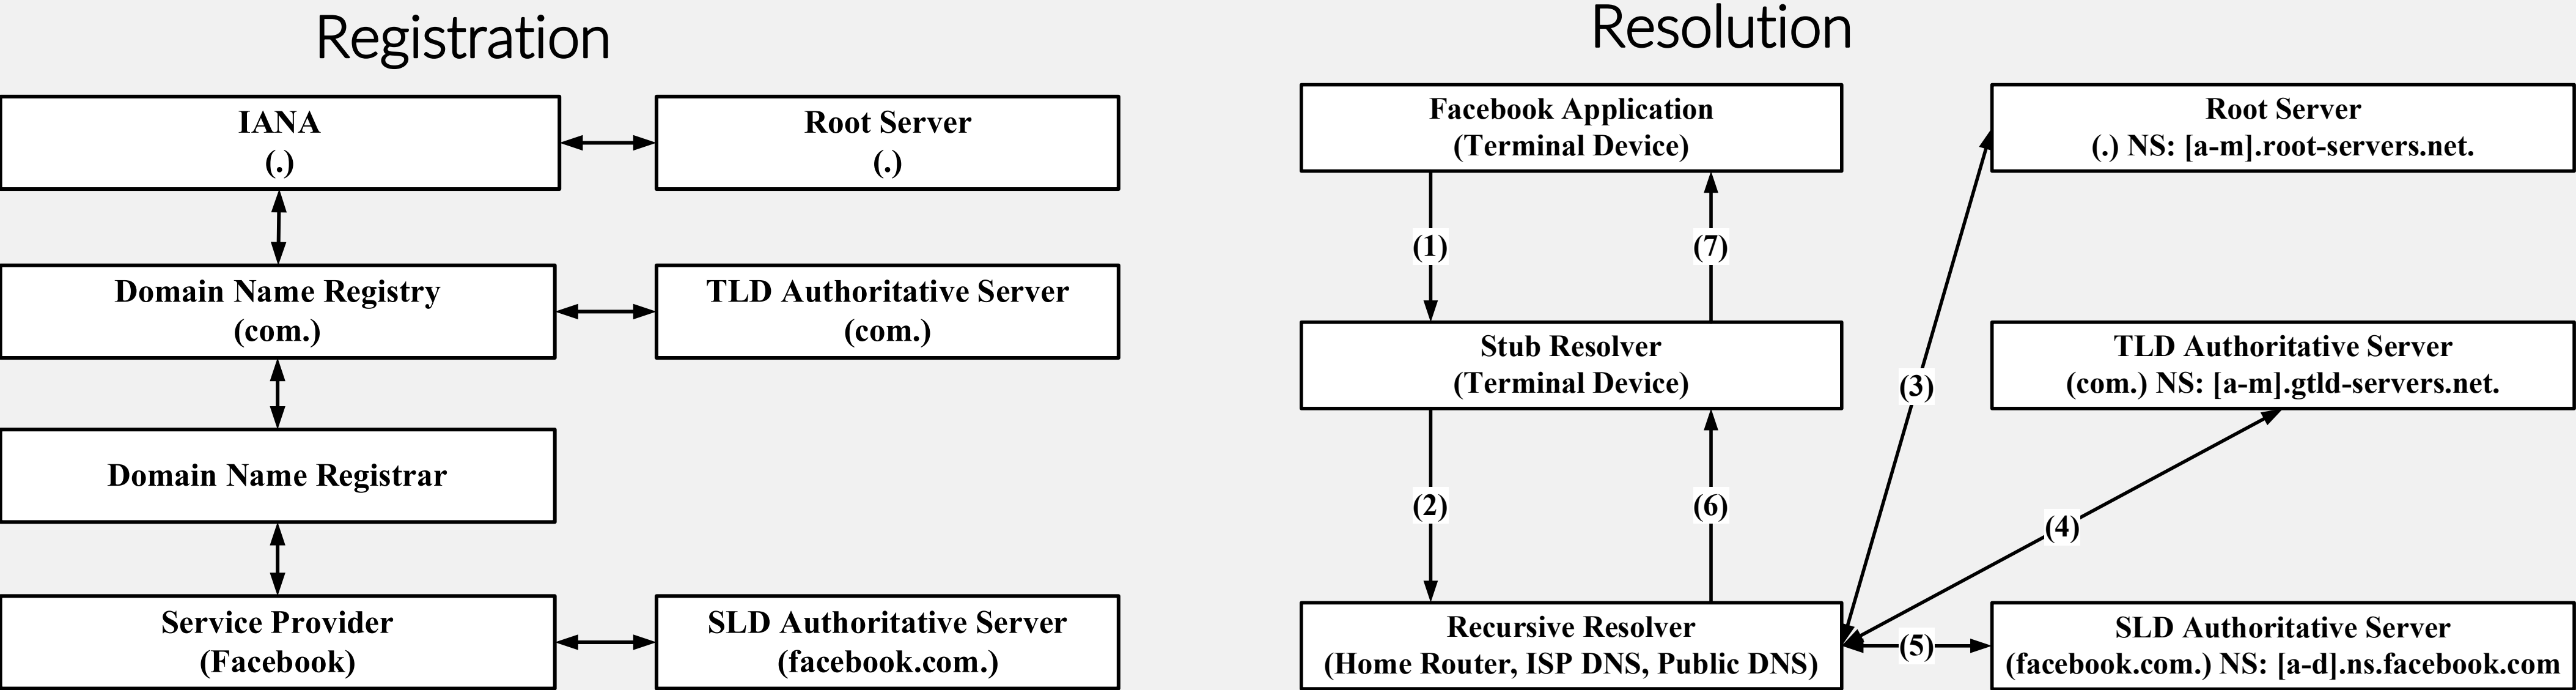 Registration
IANA
(.)
Root Server
(.)
Domain Name Registry
(com.)
TLD Authoritative Server
(com.)
Domain Name Registrar
Service Provider
(Facebook)
SLD Authoritative Server
(facebook.com.)
Resolution
Facebook Application
(Terminal Device)
Root Server
(.) NS: [a-m].root-servers.net.
(1)
(7)
Stub Resolver
(Terminal Device)
(3)
TLD Authoritative Server
(com.) NS: [a-m].gtld-servers.net.
(2)
(6)
(4)
Recursive Resolver
(Home Router, ISP DNS, Public DNS)
(5)
SLD Authoritative Server
(facebook.com.) NS: [a-d].ns.facebook.com